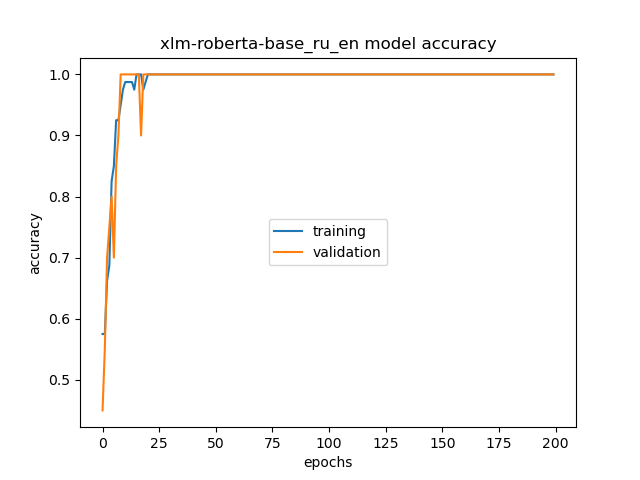 xlm-roberta-base_ru_en model accuracy
accuracy
1.0
0.9
0.8
0.7
0.6
0.5
training
validation
0 25 50 75 100 125 150 175 200
epochs